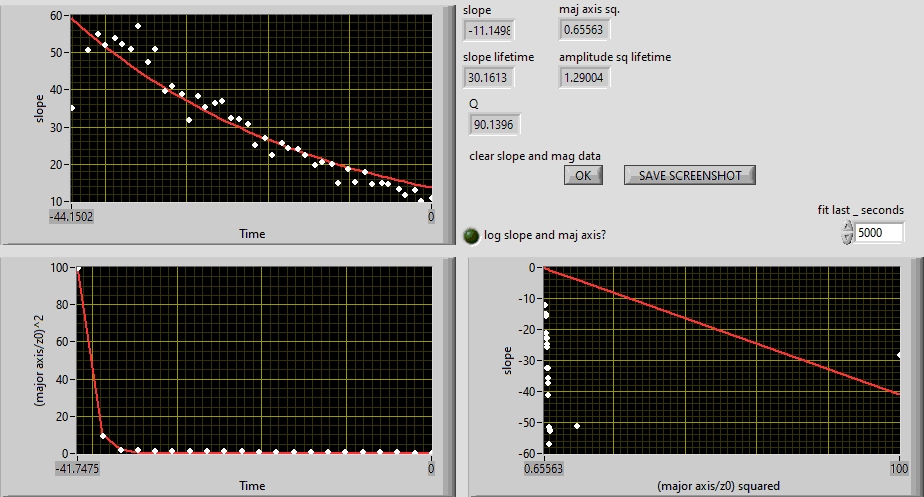 slope
-11.1498
maj axis sq.
0.65563
slope lifetime
30.1613
amplitude sq lifetime
1.29004
Q
90.1396
clear slope and mag data
OK
SAVE SCREENSHOT
fit last _ seconds
5000
log slope and maj axis?
60
50
40
30
20
10
slope
-44.1502
0
Time
100
80
60
40
20
0
(major axis/z0)^2
-41.7475
0
Time
0
-10
-20
-30
-40
-50
-60
slope
0.65563
100
(major axis/z0) squared